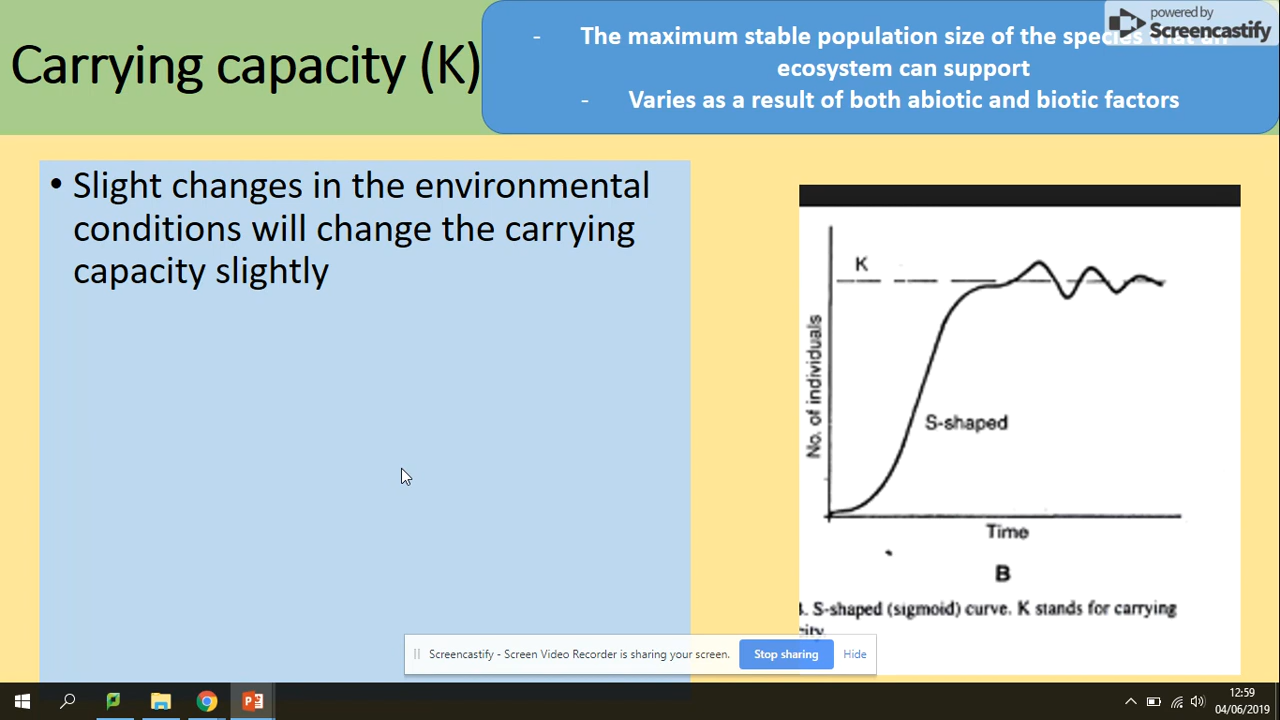 Carrying capacity (K)
- The maximum stable population size of the species that an
ecosystem can support
- Varies as a result of both abiotic and biotic factors
powered by
Screencastify
• Slight changes in the environmental
conditions will change the carrying
capacity slightly
K
No. of individuals
S-shaped
Time
B
S-shaped (sigmoid) curve. K stands for carrying
Screencastify - Screen Video Recorder is sharing your screen.
Stop sharing
Hide
12:59
04/06/2019